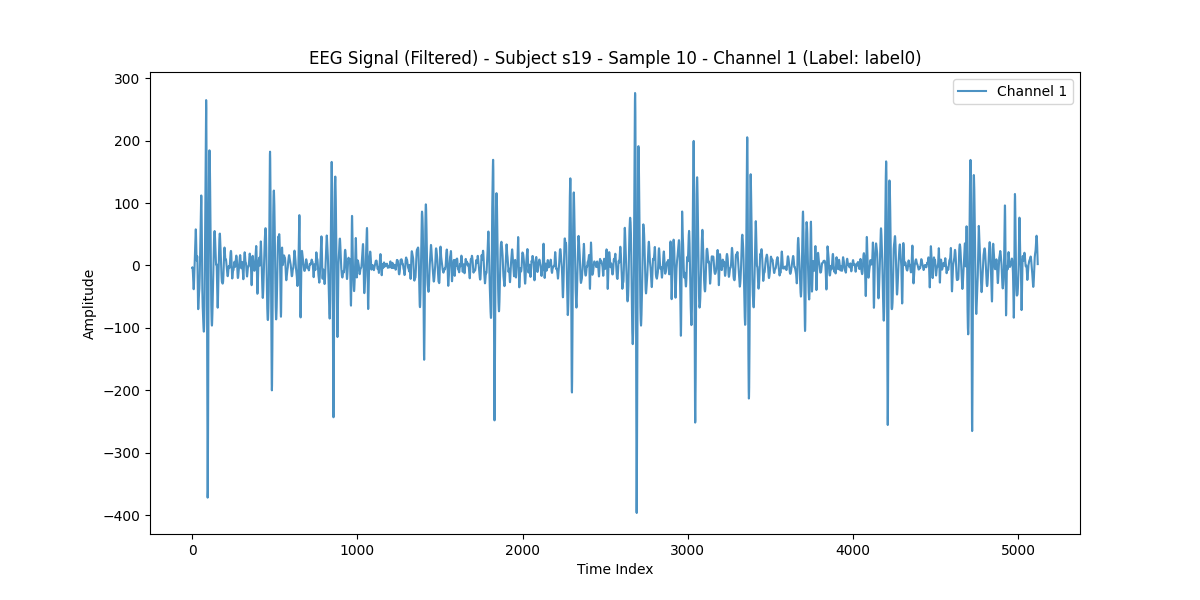 EEG Signal (Filtered) - Subject s19 - Sample 10 - Channel 1 (Label: label0)
Channel 1
300
200
100
0
−100
−200
−300
−400
Amplitude
0 1000 2000 3000 4000 5000
Time Index